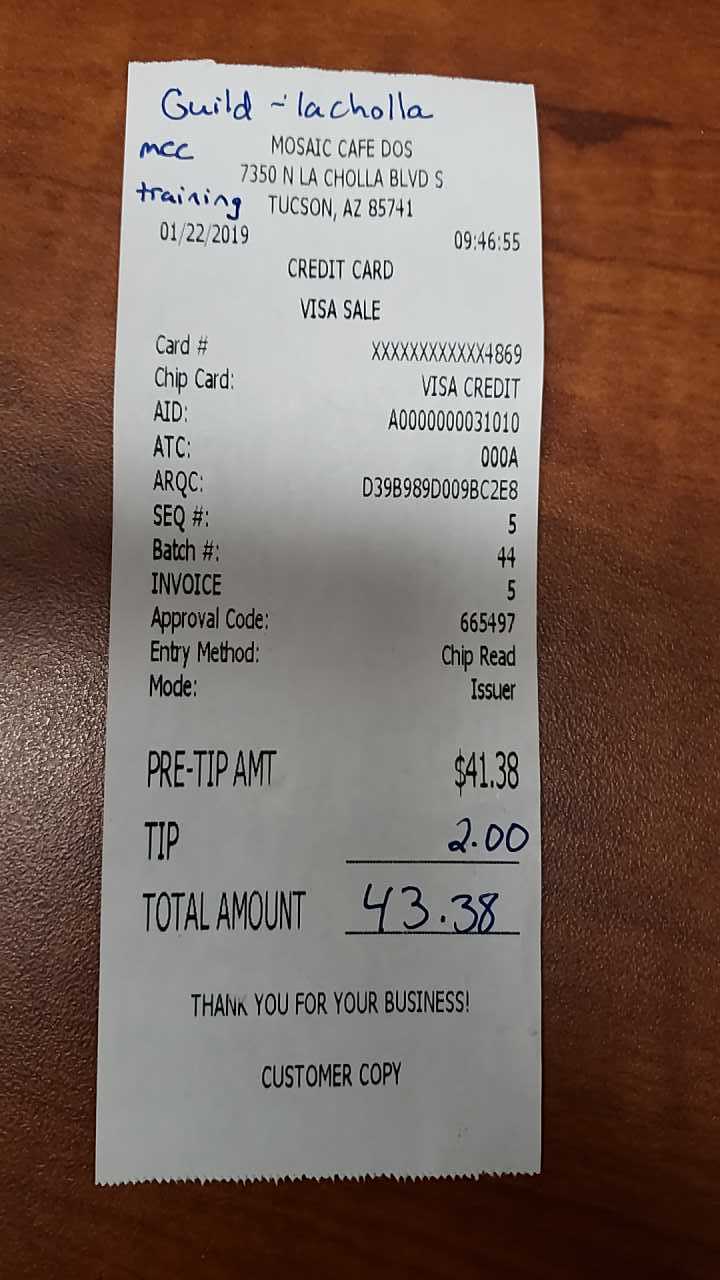 Guild - lacholla
mcc
MOSAIC CAFE DOS
7350 N LA CHOLLA BLVD S
training
TUCSON, AZ 85741
01/22/2019 09:46:55
CREDIT CARD
VISA SALE
Card # XXXXXXXXXXXX4869
Chip Card: VISA CREDIT
AID: A0000000031010
ATC: 000A
ARQC: D39B989D009BC2E8
SEQ #: 5
Batch #: 44
INVOICE 5
Approval Code: 665497
Entry Method: Chip Read
Mode: Issuer
PRE-TIP AMT $41.38
TIP 2.00
TOTAL AMOUNT 43.38
THANK YOU FOR YOUR BUSINESS!
CUSTOMER COPY